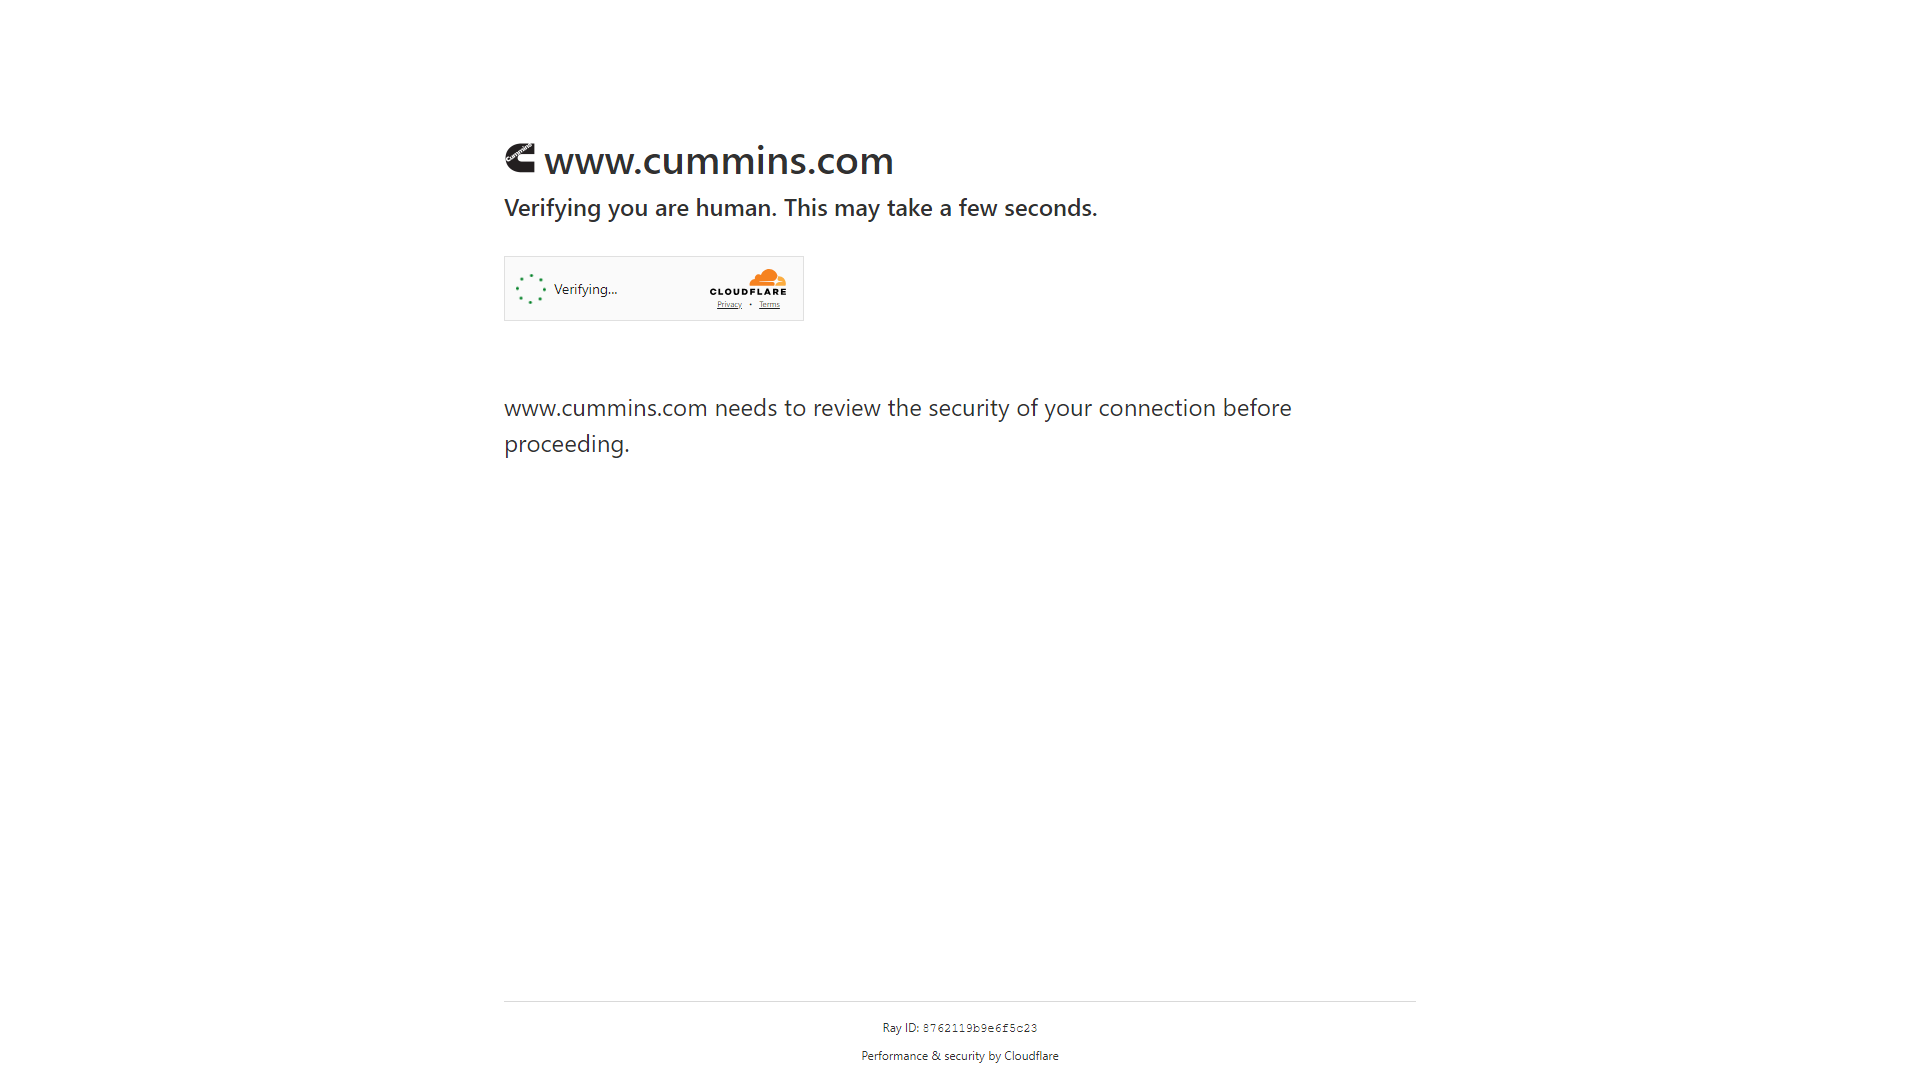 cummins
www.cummins.com
Verifying you are human. This may take a few seconds.
Verifying...
CLOUDFLARE
Privacy • Terms
www.cummins.com needs to review the security of your connection before
proceeding.
Ray ID: 8762119b9e6f5c23
Performance & security by Cloudflare